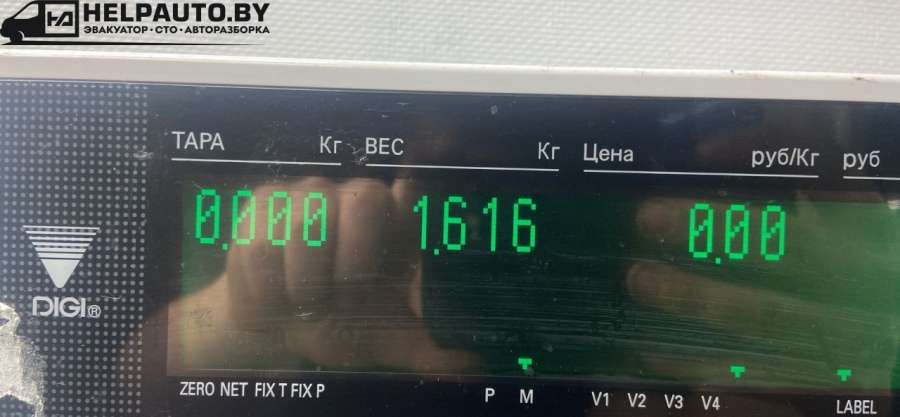 HELPAUTO.BY
ЭВАКУАТОР · СТО · АВТОРАЗБОРКА
ТАРА Кг ВЕС Кг Цена руб/Кг руб
0.000 1.616 0.00
DIGI®
ZERO NET FIX T FIX P P M V1 V2 V3 V4 LABEL